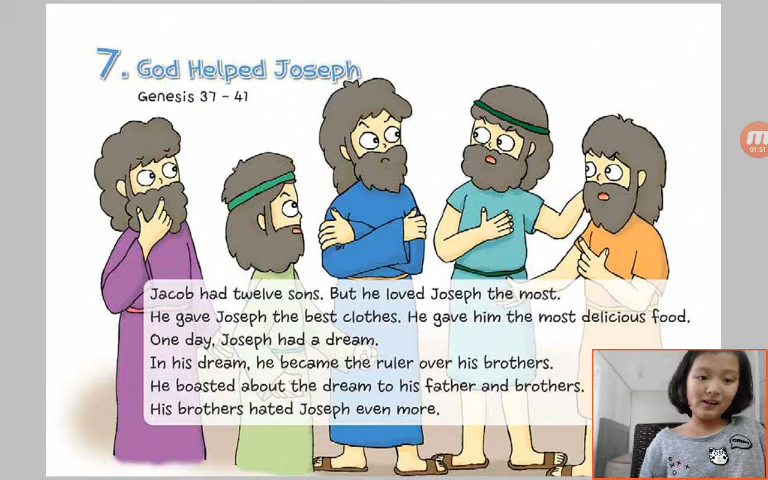 7. God Helped Joseph
Genesis 37 - 41
Jacob had twelve sons. But he loved Joseph the most.
He gave Joseph the best clothes. He gave him the most delicious food.
One day, Joseph had a dream.
In his dream, he became the ruler over his brothers.
He boasted about the dream to his father and brothers.
His brothers hated Joseph even more.
M
01:51